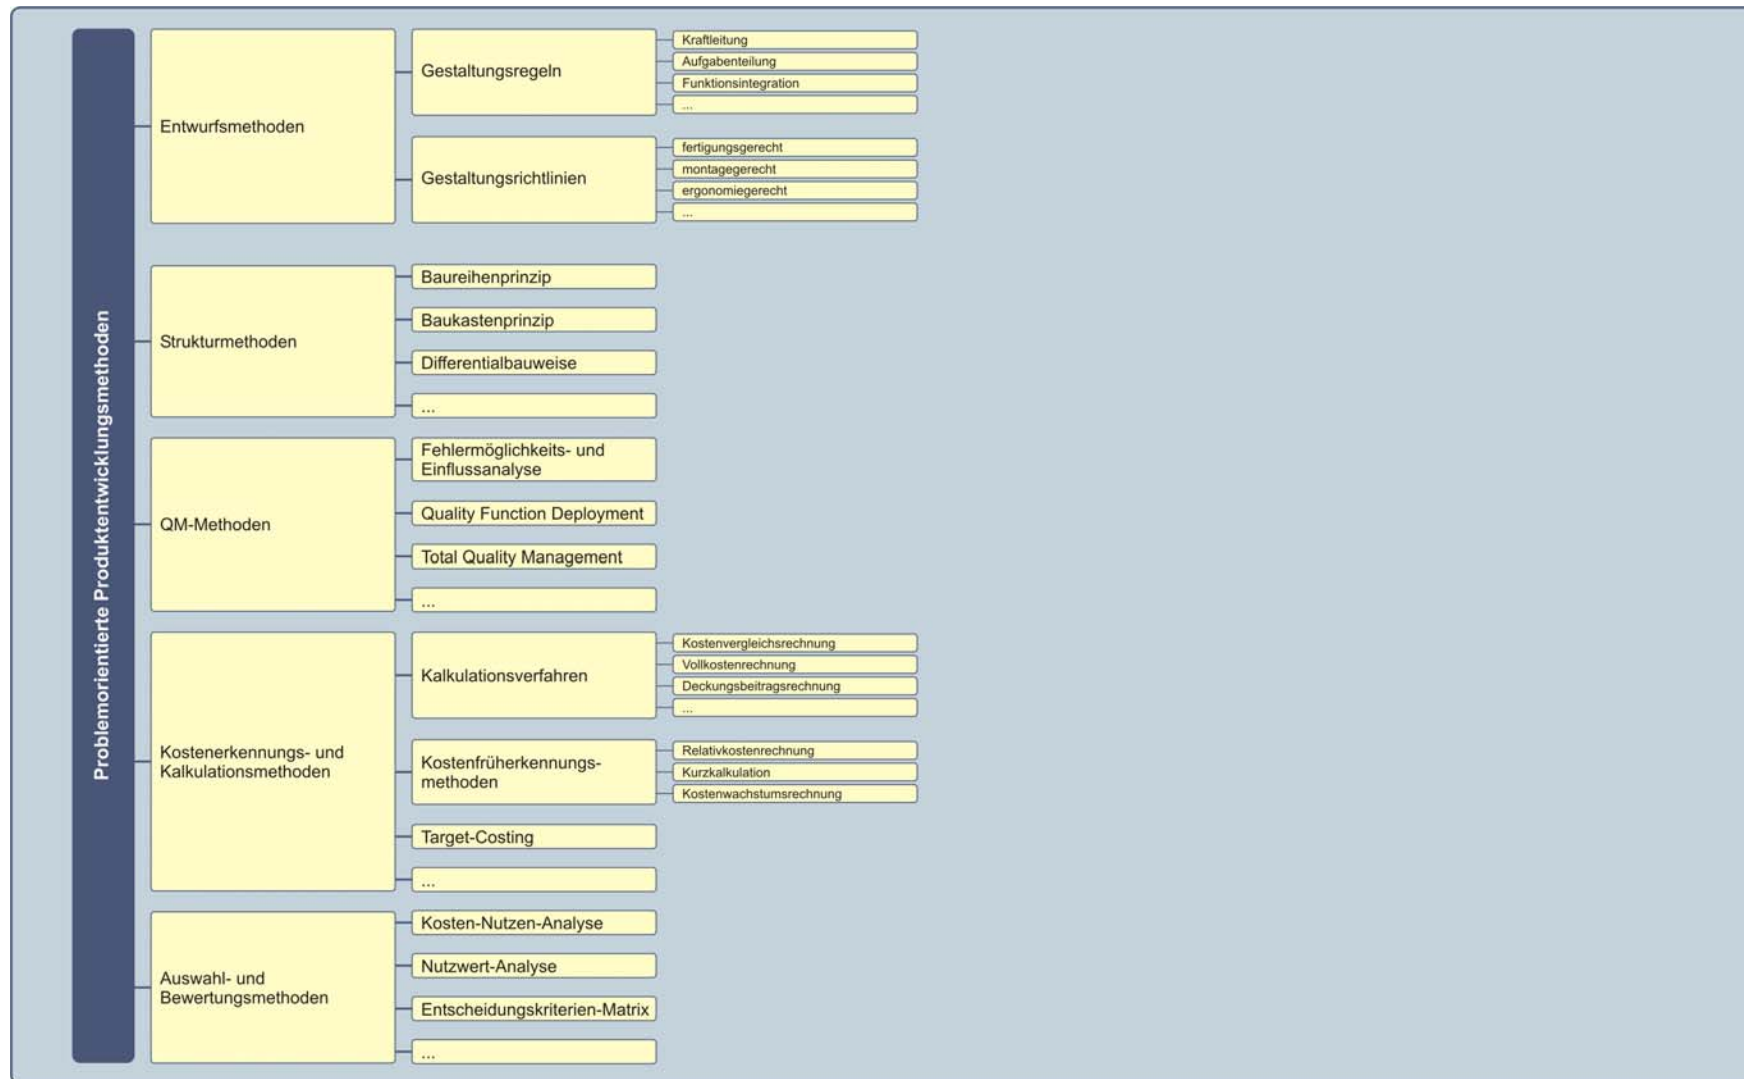 Problemorientierte Produktentwicklungsmethoden
Entwurfsmethoden
Gestaltungsregeln
Kraftleitung
Aufgabenteilung
Funktionsintegration
...
Gestaltungsrichtlinien
fertigungsgerecht
montagegerecht
ergonomiegerecht
...
Strukturmethoden
Baureihenprinzip
Baukastenprinzip
Differentialbauweise
...
QM-Methoden
Fehlermöglichkeits- und
Einflussanalyse
Quality Function Deployment
Total Quality Management
...
Kostenerkennungs- und
Kalkulationsmethoden
Kalkulationsverfahren
Kostenvergleichsrechnung
Vollkostenrechnung
Deckungsbeitragsrechnung
...
Kostenfrüherkennungs-
methoden
Relativkostenrechnung
Kurzkalkulation
Kostenwachstumsrechnung
Target-Costing
...
Auswahl- und
Bewertungsmethoden
Kosten-Nutzen-Analyse
Nutzwert-Analyse
Entscheidungskriterien-Matrix
...